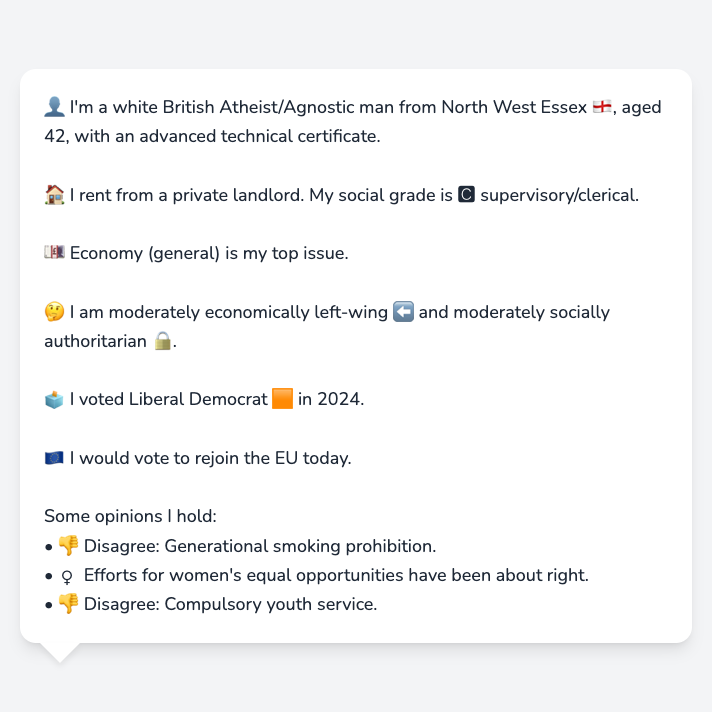 👤 I'm a white British Atheist/Agnostic man from North West Essex 🏴󠁧󠁢󠁥󠁮󠁧󠁿, aged
42, with an advanced technical certificate.
🏠 I rent from a private landlord. My social grade is 🅲 supervisory/clerical.
💷 Economy (general) is my top issue.
🤔 I am moderately economically left-wing ⬅️ and moderately socially
authoritarian 🔒.
🗳️ I voted Liberal Democrat 🟧 in 2024.
🇪🇺 I would vote to rejoin the EU today.
Some opinions I hold:
• 👎 Disagree: Generational smoking prohibition.
• ♀ Efforts for women's equal opportunities have been about right.
• 👎 Disagree: Compulsory youth service.